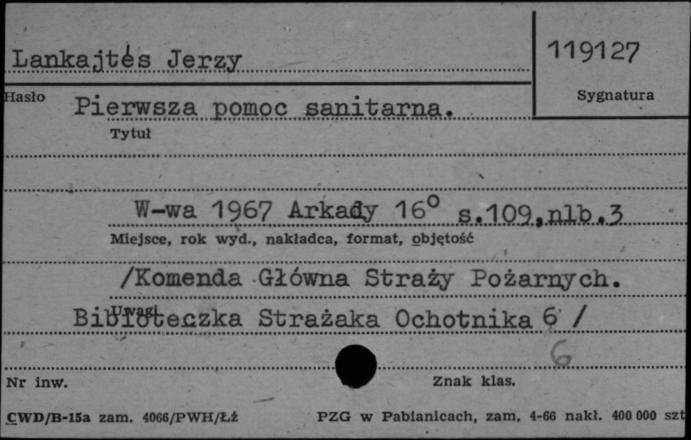 Lankajtés Jerzy
119127
Hasło
Sygnatura
Pierwsza pomoc sanitarna.
Tytuł
W-wa 1967 Arkady 16° s.109,nlb.3
Miejsce, rok wyd., nakładca, format, objętość
/Komenda Główna Straży Pożarnych.
Uwagi
Biblioteczka Strażaka Ochotnika 6 /
6
Nr inw.
Znak klas.
CWD/B-15a zam. 4066/PWH/Łź
PZG w Pabianicach, zam. 4-66 nakł. 400 000 szt